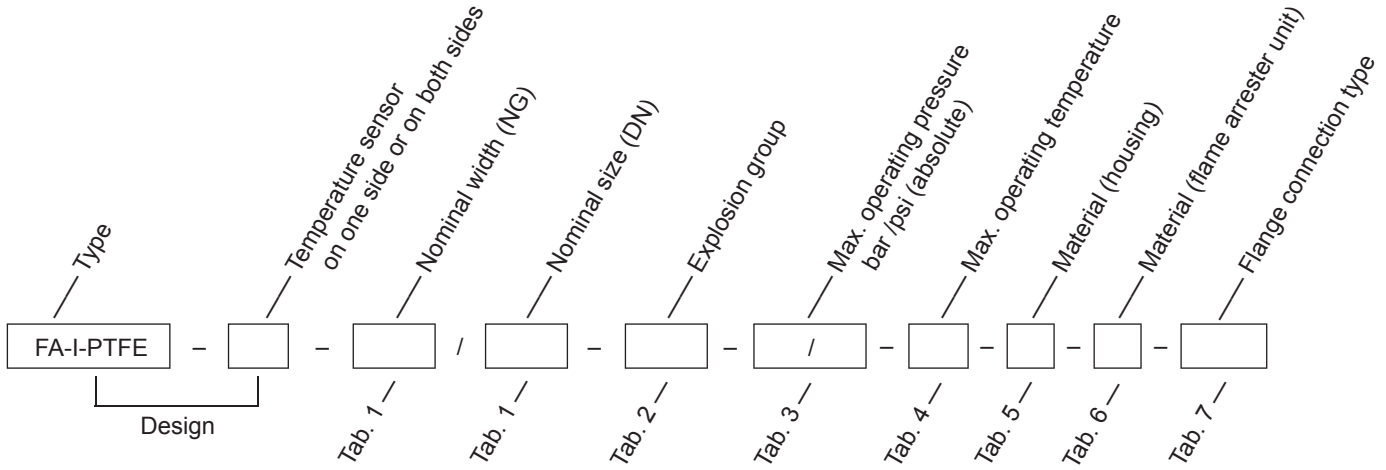 Type
Temperature sensor
on one side or on both sides
Nominal width (NG)
Nominal size (DN)
Explosion group
Max. operating pressure
bar /psi (absolute)
Max. operating temperature
Material (housing)
Material (flame arrester unit)
Flange connection type
FA-I-PTFE – – / – – / – – – –
Design
Tab. 1
Tab. 1
Tab. 2
Tab. 3
Tab. 4
Tab. 5
Tab. 6
Tab. 7